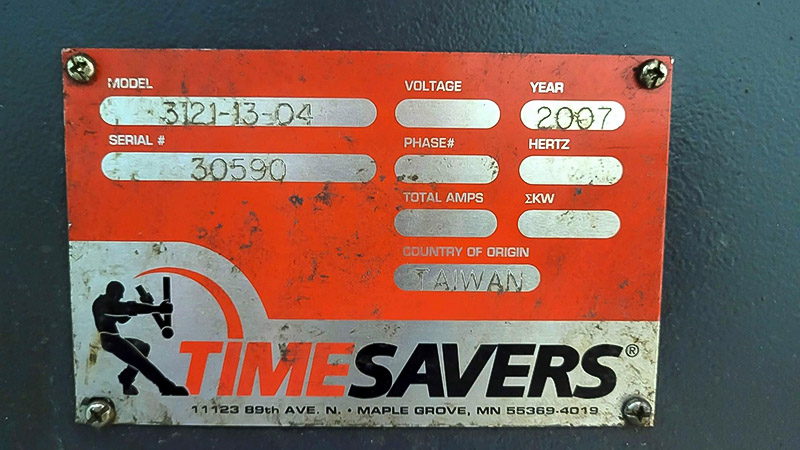 MODEL VOLTAGE YEAR
3121-13-04 2007
SERIAL # PHASE# HERTZ
30590
TOTAL AMPS ΣKW
COUNTRY OF ORIGIN
TAIWAN
TIMESAVERS®
11123 89th AVE. N. • MAPLE GROVE, MN 55369-4019